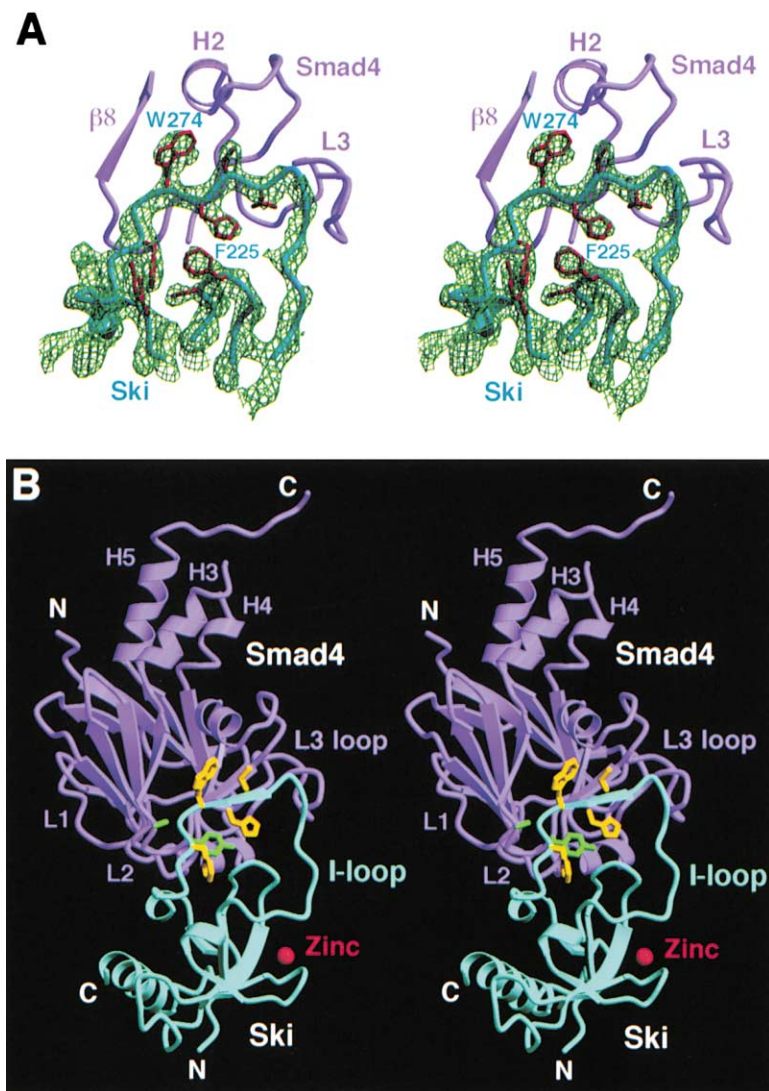 A
H2
Smad4
β8
W274
L3
F225
Ski
H2
Smad4
β8
W274
L3
F225
Ski
B
C
H5
H3
N
H4
Smad4
L3 loop
L1
L2
I-loop
Zinc
C
Ski
N
C
H5
H3
N
H4
Smad4
L3 loop
L1
L2
I-loop
Zinc
C
Ski
N